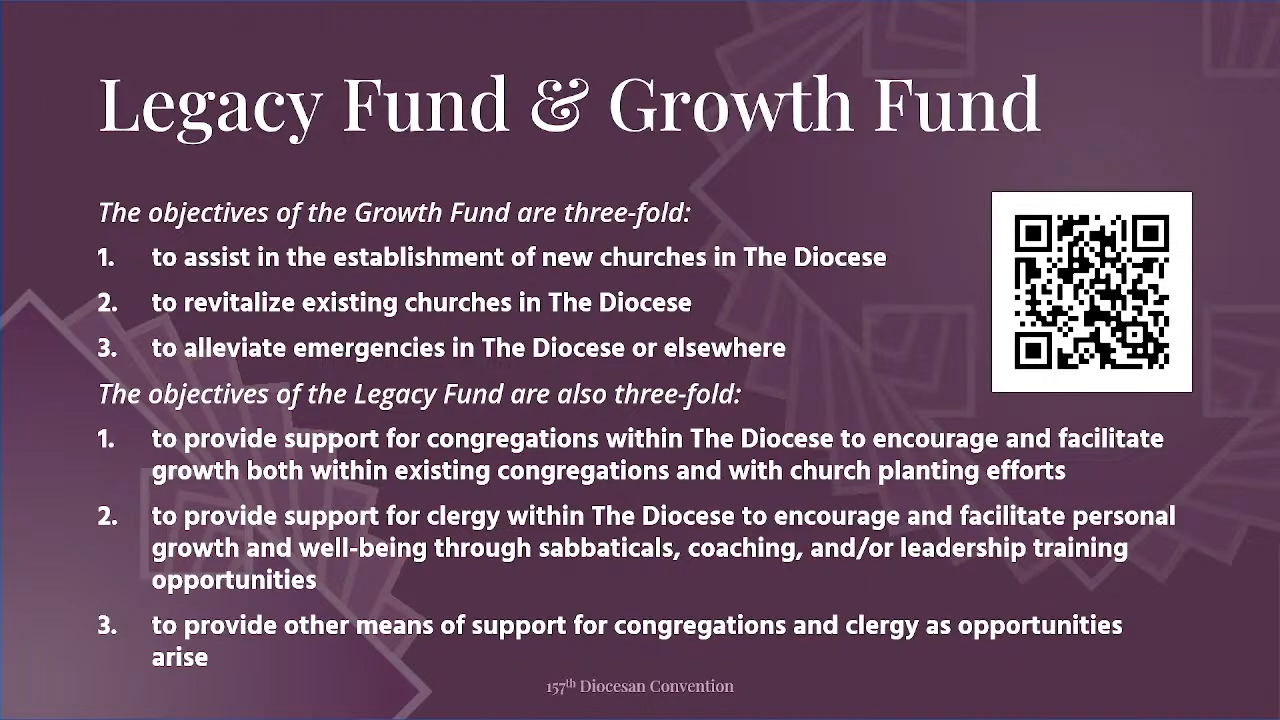 Legacy Fund & Growth Fund
The objectives of the Growth Fund are three-fold:
1. to assist in the establishment of new churches in The Diocese
2. to revitalize existing churches in The Diocese
3. to alleviate emergencies in The Diocese or elsewhere
The objectives of the Legacy Fund are also three-fold:
1. to provide support for congregations within The Diocese to encourage and facilitate
growth both within existing congregations and with church planting efforts
2. to provide support for clergy within The Diocese to encourage and facilitate personal
growth and well-being through sabbaticals, coaching, and/or leadership training
opportunities
3. to provide other means of support for congregations and clergy as opportunities
arise
157th Diocesan Convention